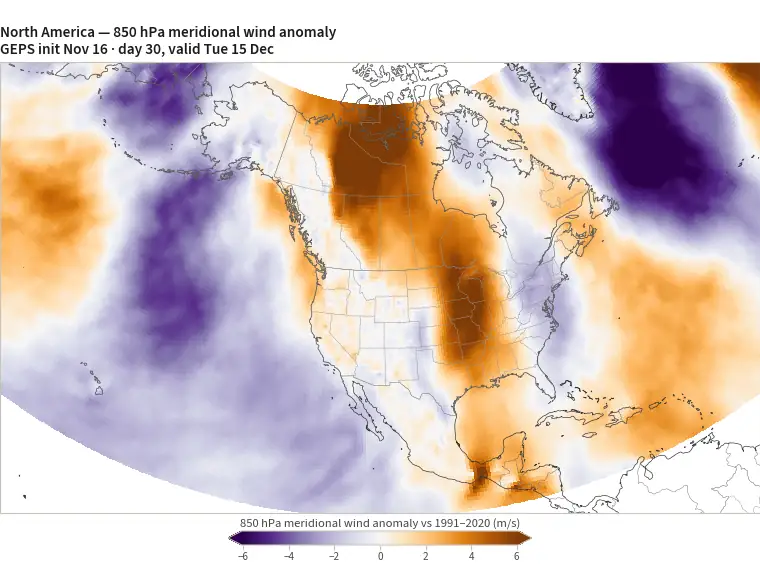 North America — 850 hPa meridional wind anomaly
GEPS init Nov 16 · day 30, valid Tue 15 Dec
850 hPa meridional wind anomaly vs 1991–2020 (m/s)
−6 −4 −2 0 2 4 6